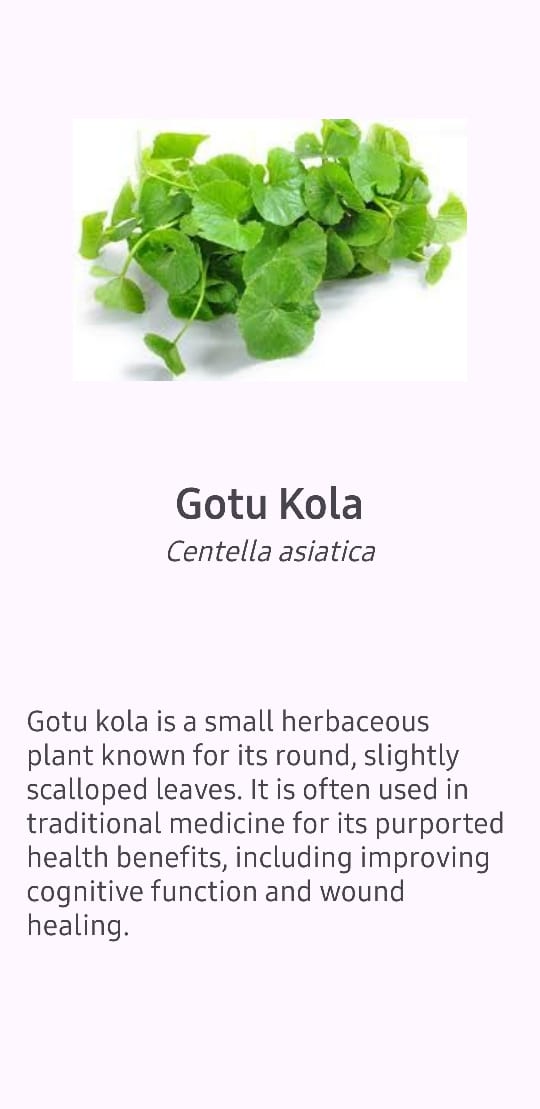 Gotu Kola
Centella asiatica
Gotu kola is a small herbaceous
plant known for its round, slightly
scalloped leaves. It is often used in
traditional medicine for its purported
health benefits, including improving
cognitive function and wound
healing.